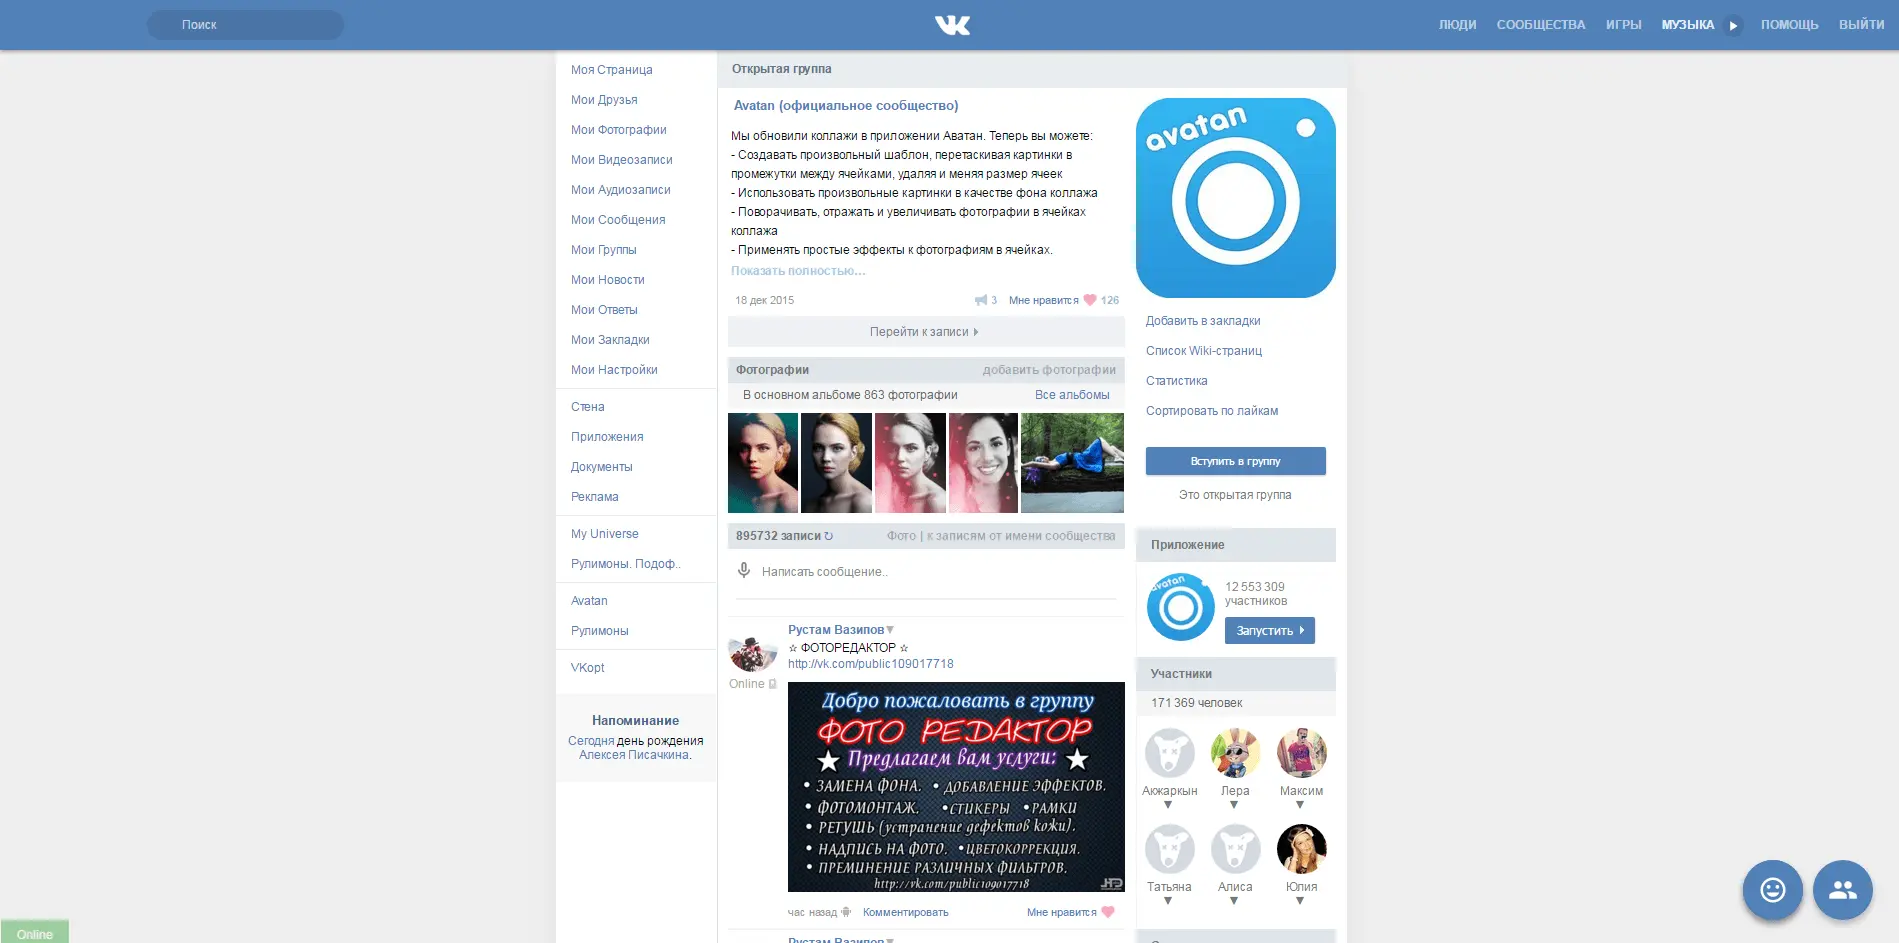 Поиск
ЛЮДИ СООБЩЕСТВА ИГРЫ МУЗЫКА ПОМОЩЬ ВЫЙТИ
Моя Страница
Мои Друзья
Мои Фотографии
Мои Видеозаписи
Мои Аудиозаписи
Мои Сообщения
Мои Группы
Мои Новости
Мои Ответы
Мои Закладки
Мои Настройки
Стена
Приложения
Документы
Реклама
My Universe
Рулимоны. Подоф..
Avatan
Рулимоны
VKopt
Напоминание
Сегодня день рождения
Алексея Писачкина.
Online
Открытая группа
Avatan (официальное сообщество)
Мы обновили коллажи в приложении Аватан. Теперь вы можете:
- Создавать произвольный шаблон, перетаскивая картинки в
промежутки между ячейками, удаляя и меняя размер ячеек
- Использовать произвольные картинки в качестве фона коллажа
- Поворачивать, отражать и увеличивать фотографии в ячейках
коллажа
- Применять простые эффекты к фотографиям в ячейках.
Показать полностью...
18 дек 2015 3 Мне нравится 126
Перейти к записи
Фотографии добавить фотографии
В основном альбоме 863 фотографии Все альбомы
895732 записи ↻ Фото | к записям от имени сообщества
Написать сообщение..
Рустам Вазипов
☆ ФОТОРЕДАКТОР ☆
http://vk.com/public109017718
Online
Добро пожаловать в группу
ФОТО РЕДАКТОР
Предлагаем вам услуги:
• ЗАМЕНА ФОНА. • ДОБАВЛЕНИЕ ЭФФЕКТОВ.
• ФОТОМОНТАЖ. •СТИКЕРЫ •РАМКИ
• РЕТУШЬ (устранение дефектов кожи).
• НАДПИСЬ НА ФОТО. •ЦВЕТОКОРРЕКЦИЯ.
• ПРЕМИНЕНИЕ РАЗЛИЧНЫХ ФИЛЬТРОВ.
http://vk.com/public109017718
час назад Комментировать Мне нравится
Рустам Вазипов
avatan
Добавить в закладки
Список Wiki-страниц
Статистика
Сортировать по лайкам
Вступить в группу
Это открытая группа
Приложение
avatan
12 553 309
участников
Запустить
Участники
171 369 человек
Акжаркын Лера Максим
Татьяна Алиса Юлия